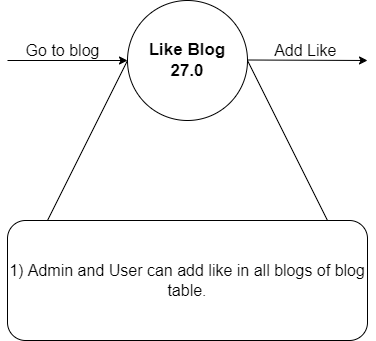 Go to blog
Like Blog
27.0
Add Like
1) Admin and User can add like in all blogs of blog
table.